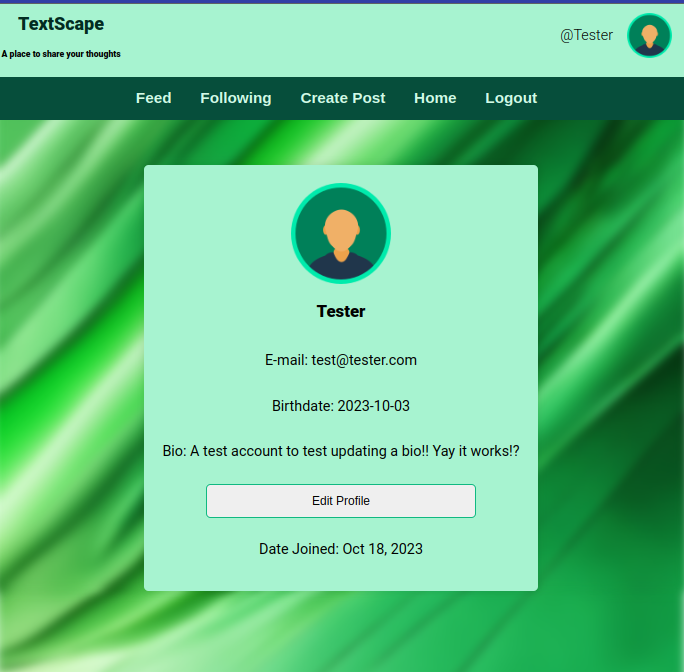 TextScape
A place to share your thoughts
@Tester
Feed Following Create Post Home Logout
Tester
E-mail: test@tester.com
Birthdate: 2023-10-03
Bio: A test account to test updating a bio!! Yay it works!?
Edit Profile
Date Joined: Oct 18, 2023